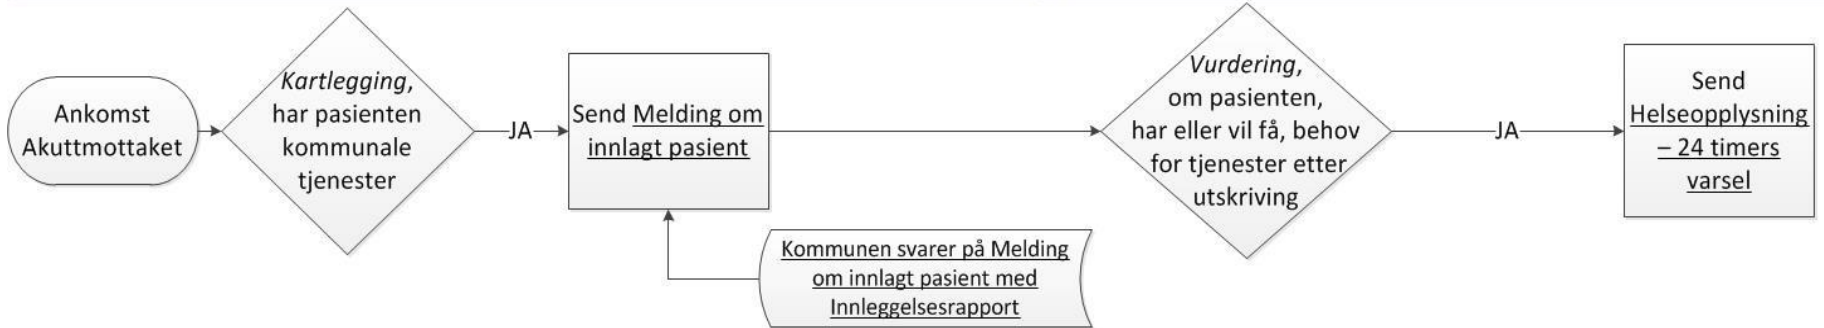 Ankomst
Akuttmottaket
Kartlegging,
har pasienten
kommunale
tjenester
JA
Send Melding om
innlagt pasient
Kommunen svarer på Melding
om innlagt pasient med
Innleggelsesrapport
Vurdering,
om pasienten,
har eller vil få, behov
for tjenester etter
utskriving
JA
Send
Helseopplysning
– 24 timers
varsel